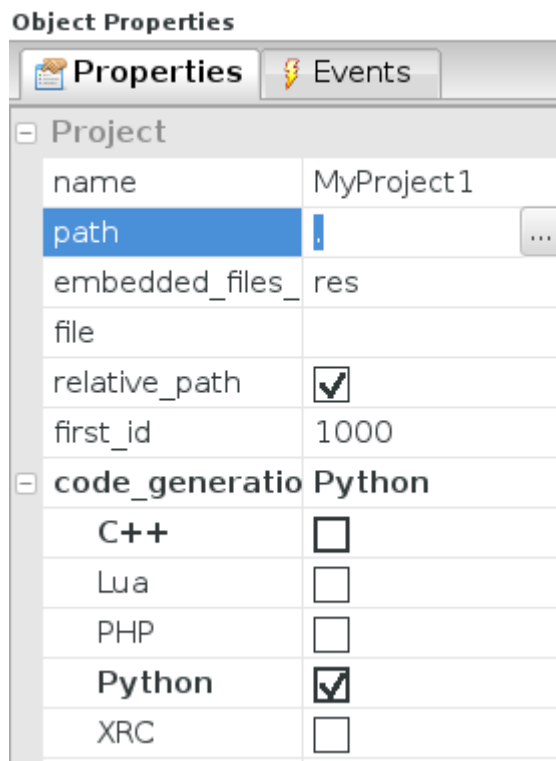 Object Properties
Properties Events
Project
name MyProject1
path . ...
embedded_files_ res
file
relative_path
first_id 1000
code_generatio Python
C++
Lua
PHP
Python
XRC